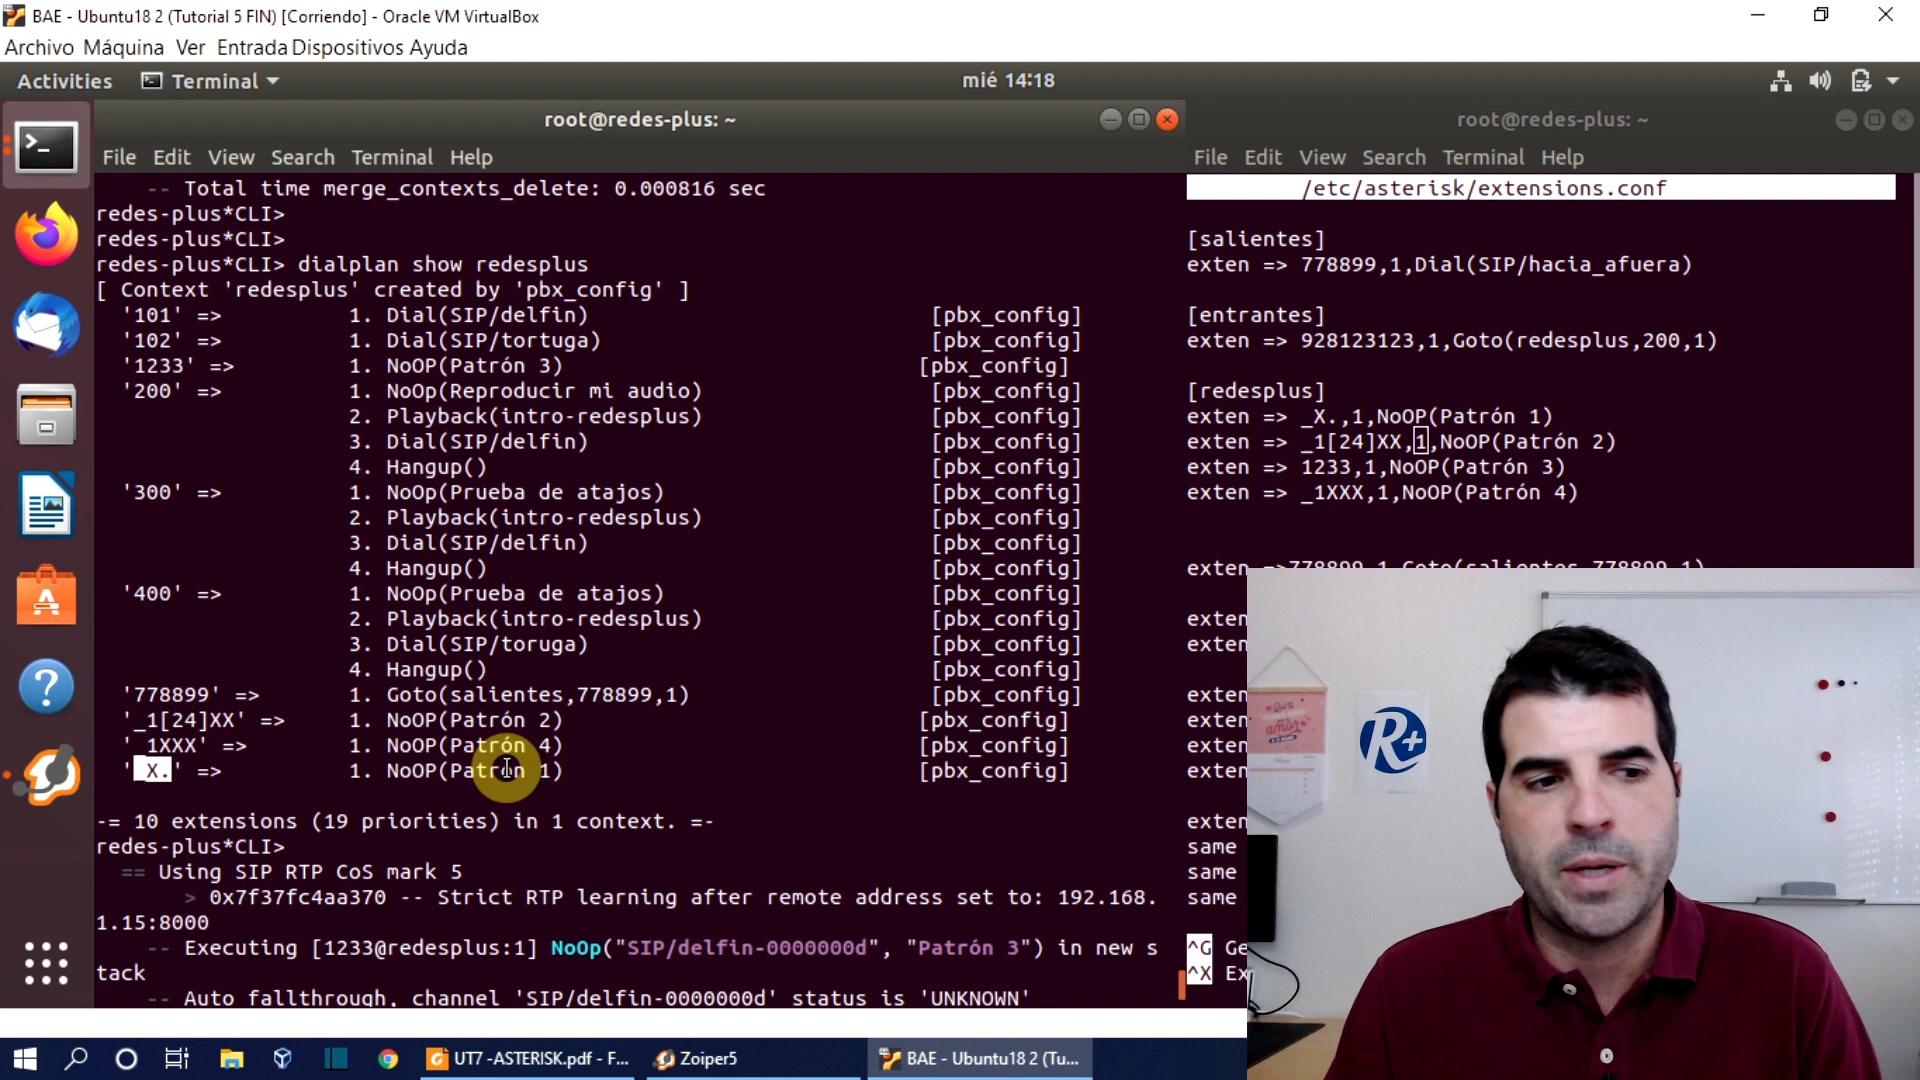 BAE - Ubuntu18 2 (Tutorial 5 FIN) [Corriendo] - Oracle VM VirtualBox
Archivo Máquina Ver Entrada Dispositivos Ayuda
Activities Terminal mié 14:18
root@redes-plus: ~
File Edit View Search Terminal Help
-- Total time merge_contexts_delete: 0.000816 sec
redes-plus*CLI>
redes-plus*CLI>
redes-plus*CLI> dialplan show redesplus
[ Context 'redesplus' created by 'pbx_config' ]
'101' => 1. Dial(SIP/delfin) [pbx_config]
'102' => 1. Dial(SIP/tortuga) [pbx_config]
'1233' => 1. NoOP(Patrón 3) [pbx_config]
'200' => 1. NoOp(Reproducir mi audio) [pbx_config]
2. Playback(intro-redesplus) [pbx_config]
3. Dial(SIP/delfin) [pbx_config]
4. Hangup() [pbx_config]
'300' => 1. NoOp(Prueba de atajos) [pbx_config]
2. Playback(intro-redesplus) [pbx_config]
3. Dial(SIP/delfin) [pbx_config]
4. Hangup() [pbx_config]
'400' => 1. NoOp(Prueba de atajos) [pbx_config]
2. Playback(intro-redesplus) [pbx_config]
3. Dial(SIP/toruga) [pbx_config]
4. Hangup() [pbx_config]
'778899' => 1. Goto(salientes,778899,1) [pbx_config]
'_1[24]XX' => 1. NoOP(Patrón 2) [pbx_config]
'_1XXX' => 1. NoOP(Patrón 4) [pbx_config]
'_X.' => 1. NoOP(Patrón 1) [pbx_config]
-= 10 extensions (19 priorities) in 1 context. =-
redes-plus*CLI>
== Using SIP RTP CoS mark 5
> 0x7f37fc4aa370 -- Strict RTP learning after remote address set to: 192.168.
1.15:8000
-- Executing [1233@redesplus:1] NoOp("SIP/delfin-0000000d", "Patrón 3") in new s
tack
-- Auto fallthrough, channel 'SIP/delfin-0000000d' status is 'UNKNOWN'
root@redes-plus: ~
File Edit View Search Terminal Help
/etc/asterisk/extensions.conf
[salientes]
exten => 778899,1,Dial(SIP/hacia_afuera)
[entrantes]
exten => 928123123,1,Goto(redesplus,200,1)
[redesplus]
exten => _X.,1,NoOP(Patrón 1)
exten => _1[24]XX,1,NoOP(Patrón 2)
exten => 1233,1,NoOP(Patrón 3)
exten => _1XXX,1,NoOP(Patrón 4)
exten =>778899,1,Goto(salientes,778899,1)
exten
exten
exten
exten
exten
exten
exten
same
same
same
^G Ge
^X Ex
R+
UT7 -ASTERISK.pdf - F...
Zoiper5
BAE - Ubuntu18 2 (Tu...